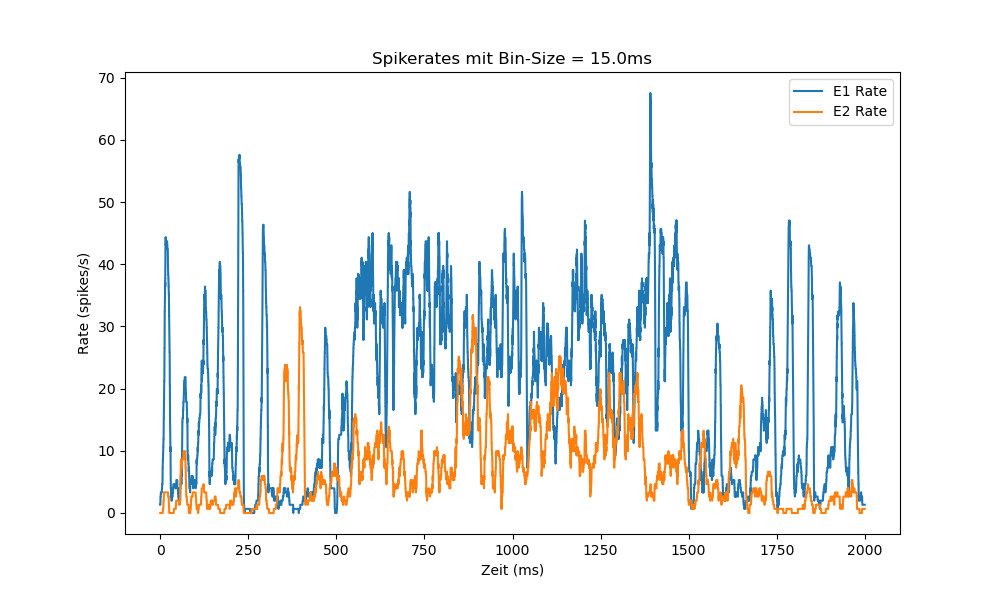 Spikerates mit Bin-Size = 15.0ms
70
60
50
40
30
20
10
0
Rate (spikes/s)
E1 Rate
E2 Rate
0 250 500 750 1000 1250 1500 1750 2000
Zeit (ms)